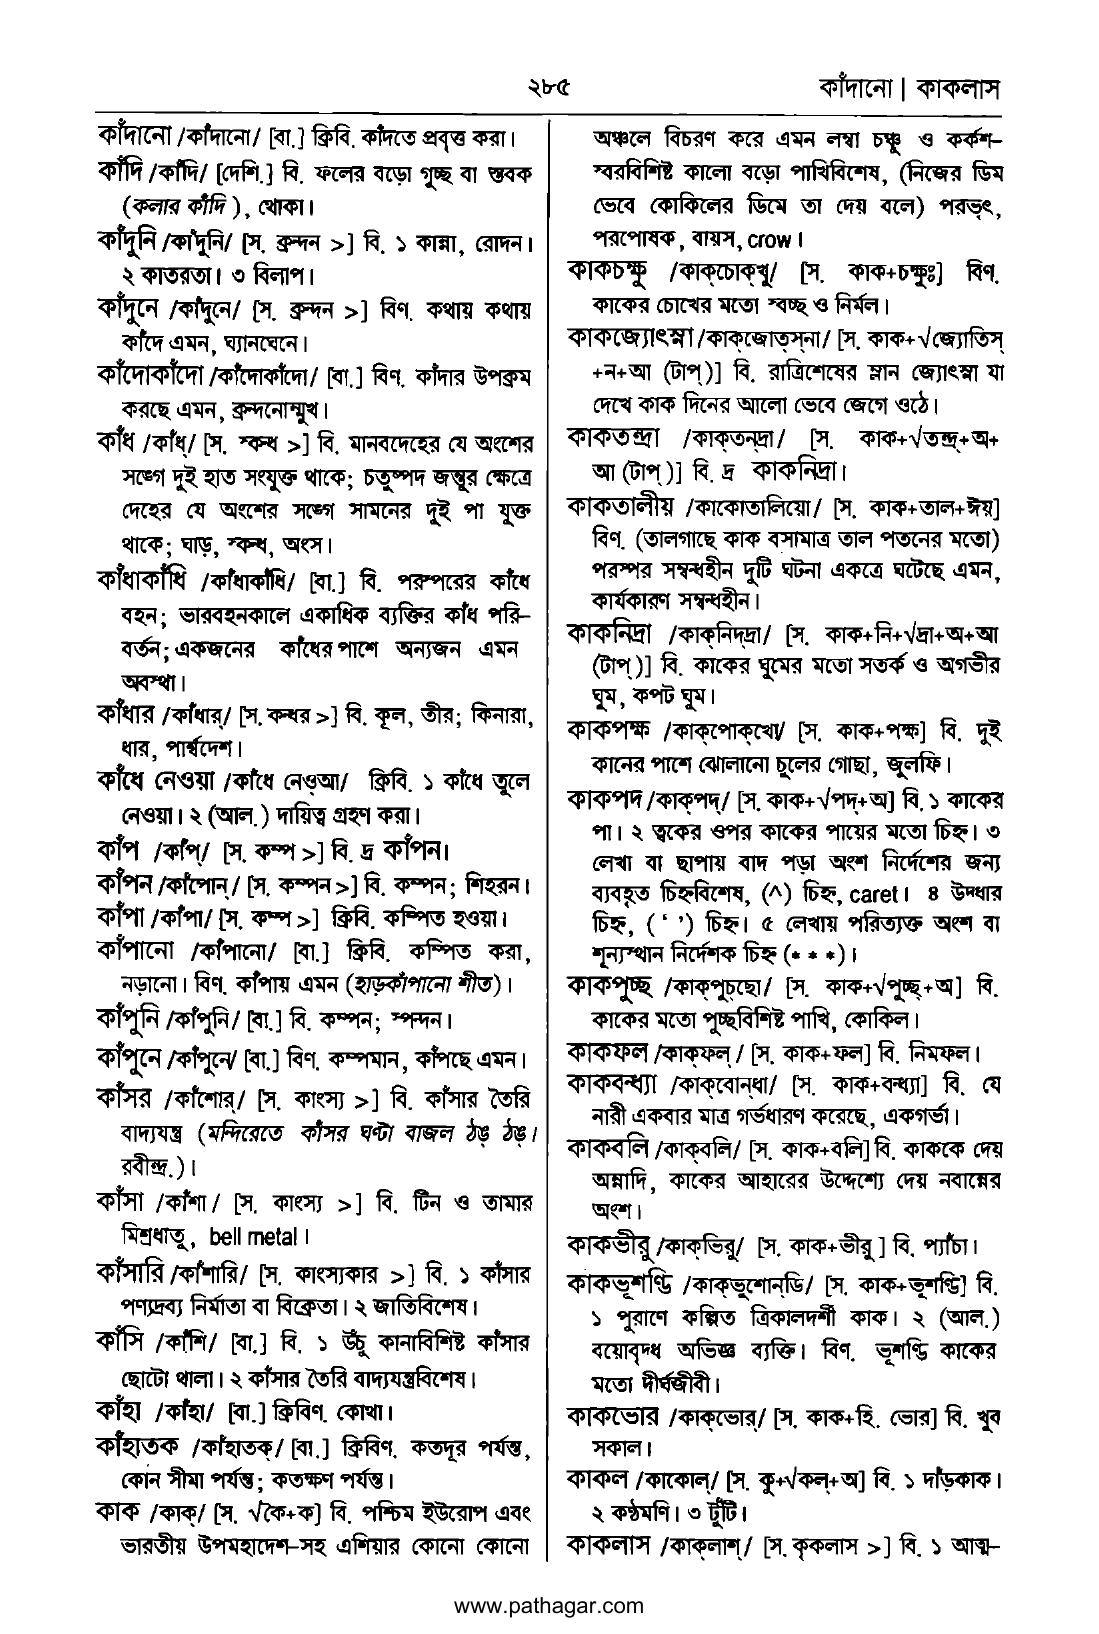 ২৮৫
কাঁদানো | কাকলাস
কাঁদানো /কাঁদানো/ [বা.] ক্রিবি. কাঁদতে প্রবৃত্ত করা।
কাঁদি /কাঁদি/ [দেশি.] বি. ফলের বড়ো গুচ্ছ বা স্তবক
(কলার কাঁদি ), থোকা।
কাঁদুনি /কাঁদুনি/ [স. ক্রন্দন >] বি. ১ কান্না, রোদন।
২ কাতরতা। ৩ বিলাপ।
কাঁদুনে /কাঁদুনে/ [স. ক্রন্দন >] বিণ. কথায় কথায়
কাঁদে এমন, ঘ্যানঘেনে।
কাঁদোকাঁদো /কাঁদোকাঁদো/ [বা.] বিণ. কাঁদার উপক্রম
করছে এমন, ক্রন্দনোন্মুখ।
কাঁধ /কাঁধ্/ [স. স্কন্ধ >] বি. মানবদেহের যে অংশের
সঙ্গে দুই হাত সংযুক্ত থাকে; চতুষ্পদ জন্তুর ক্ষেত্রে
দেহের যে অংশের সঙ্গে সামনের দুই পা যুক্ত
থাকে; ঘাড়, স্কন্ধ, অংস।
কাঁধাকাঁধি /কাঁধাকাঁধি/ [বা.] বি. পরস্পরের কাঁধে
বহন; ভারবহনকালে একাধিক ব্যক্তির কাঁধ পরি-
বর্তন; একজনের কাঁধের পাশে অন্যজন এমন
অবস্থা।
কাঁধার /কাঁধার্/ [স. কন্ধর >] বি. কূল, তীর; কিনারা,
ধার, পার্শ্বদেশ।
কাঁধে নেওয়া /কাঁধে নেওআ/ ক্রিবি. ১ কাঁধে তুলে
নেওয়া। ২ (আল.) দায়িত্ব গ্রহণ করা।
কাঁপ /কাঁপ্/ [স. কম্প >] বি. দ্র কাঁপন।
কাঁপন /কাঁপোন্/ [স. কম্পন >] বি. কম্পন; শিহরন।
কাঁপা /কাঁপা/ [স. কম্প >] ক্রিবি. কম্পিত হওয়া।
কাঁপানো /কাঁপানো/ [বা.] ক্রিবি. কম্পিত করা,
নড়ানো। বিণ. কাঁপায় এমন (হাড়কাঁপানো শীত)।
কাঁপুনি /কাঁপুনি/ [বা.] বি. কম্পন; স্পন্দন।
কাঁপুনে /কাঁপুনে/ [বা.] বিণ. কম্পমান, কাঁপছে এমন।
কাঁসর /কাঁশোর্/ [স. কাংস্য >] বি. কাঁসার তৈরি
বাদ্যযন্ত্র (মন্দিরেতে কাঁসর ঘণ্টা বাজল ঠঙ্ ঠঙ্।
রবীন্দ্র.)।
কাঁসা /কাঁশা/ [স. কাংস্য >] বি. টিন ও তামার
মিশ্রধাতু, bell metal।
কাঁসারি /কাঁশারি/ [স. কাংস্যকার >] বি. ১ কাঁসার
পণ্যদ্রব্য নির্মাতা বা বিক্রেতা। ২ জাতিবিশেষ।
কাঁসি /কাঁশি/ [বা.] বি. ১ উঁচু কানাবিশিষ্ট কাঁসার
ছোটো থালা। ২ কাঁসার তৈরি বাদ্যযন্ত্রবিশেষ।
কাঁহা /কাঁহা/ [বা.] ক্রিবিণ. কোথা।
কাঁহাতক /কাঁহাতক্/ [বা.] ক্রিবিণ. কতদূর পর্যন্ত,
কোন সীমা পর্যন্ত; কতক্ষণ পর্যন্ত।
কাক /কাক্/ [স. √কৈ+ক] বি. পশ্চিম ইউরোপ এবং
ভারতীয় উপমহাদেশ-সহ এশিয়ার কোনো কোনো
অঞ্চলে বিচরণ করে এমন লম্বা চঞ্চু ও কর্কশ-
স্বরবিশিষ্ট কালো বড়ো পাখিবিশেষ, (নিজের ডিম
ভেবে কোকিলের ডিমে তা দেয় বলে) পরভৃৎ,
পরপোষক, বায়স, crow।
কাকচক্ষু /কাক্‌চোক্‌খু/ [স. কাক+চক্ষুঃ] বিণ.
কাকের চোখের মতো স্বচ্ছ ও নির্মল।
কাকজ্যোৎস্না /কাক্‌জোত্‌স্‌না/ [স. কাক+√জ্যোতিস্
+ন+আ (টাপ্)] বি. রাত্রিশেষের ম্লান জ্যোৎস্না যা
দেখে কাক দিনের আলো ভেবে জেগে ওঠে।
কাকতন্দ্রা /কাক্‌তন্‌দ্রা/ [স. কাক+√তন্দ্র্+অ+
আ (টাপ্)] বি. দ্র কাকনিদ্রা।
কাকতালীয় /কাকোতালিয়ো/ [স. কাক+তাল+ঈয়]
বিণ. (তালগাছে কাক বসামাত্র তাল পতনের মতো)
পরস্পর সম্বন্ধহীন দুটি ঘটনা একত্রে ঘটেছে এমন,
কার্যকারণ সম্বন্ধহীন।
কাকনিদ্রা /কাক্‌নিদ্‌দ্রা/ [স. কাক+নি+√দ্রা+অ+আ
(টাপ্)] বি. কাকের ঘুমের মতো সতর্ক ও অগভীর
ঘুম, কপট ঘুম।
কাকপক্ষ /কাক্‌পোক্‌খো/ [স. কাক+পক্ষ] বি. দুই
কানের পাশে ঝোলানো চুলের গোছা, জুলফি।
কাকপদ /কাক্‌পদ্/ [স. কাক+√পদ্+অ] বি. ১ কাকের
পা। ২ ত্বকের ওপর কাকের পায়ের মতো চিহ্ন। ৩
লেখা বা ছাপায় বাদ পড়া অংশ নির্দেশের জন্য
ব্যবহৃত চিহ্নবিশেষ, (^) চিহ্ন, caret। ৪ উদ্ধার
চিহ্ন, (‘ ’) চিহ্ন। ৫ লেখায় পরিত্যক্ত অংশ বা
শূন্যস্থান নির্দেশক চিহ্ন (* * *)।
কাকপুচ্ছ /কাক্‌পুচ্‌ছো/ [স. কাক+√পুচ্ছ্+অ] বি.
কাকের মতো পুচ্ছবিশিষ্ট পাখি, কোকিল।
কাকফল /কাক্‌ফল্ / [স. কাক+ফল] বি. নিমফল।
কাকবন্ধ্যা /কাক্‌বোন্‌ধা/ [স. কাক+বন্ধ্যা] বি. যে
নারী একবার মাত্র গর্ভধারণ করেছে, একগর্ভা।
কাকবলি /কাক্‌বলি/ [স. কাক+বলি] বি. কাককে দেয়
অন্নাদি, কাকের আহারের উদ্দেশ্যে দেয় নবান্নের
অংশ।
কাকভীরু /কাক্‌ভিরু/ [স. কাক+ভীরু ] বি. প্যাঁচা।
কাকভূশণ্ডি /কাক্‌ভুশোন্‌ডি/ [স. কাক+ভূশণ্ডি] বি.
১ পুরাণে কল্পিত ত্রিকালদর্শী কাক। ২ (আল.)
বয়োবৃদ্ধ অভিজ্ঞ ব্যক্তি। বিণ. ভূশণ্ডি কাকের
মতো দীর্ঘজীবী।
কাকভোর /কাক্‌ভোর্/ [স. কাক+হি. ভোর] বি. খুব
সকাল।
কাকল /কাকোল্/ [স. কু+√কল্+অ] বি. ১ দাঁড়কাক।
২ কণ্ঠমণি। ৩ টুঁটি।
কাকলাস /কাক্‌লাশ্/ [স. কৃকলাস >] বি. ১ আত্ম-
www.pathagar.com